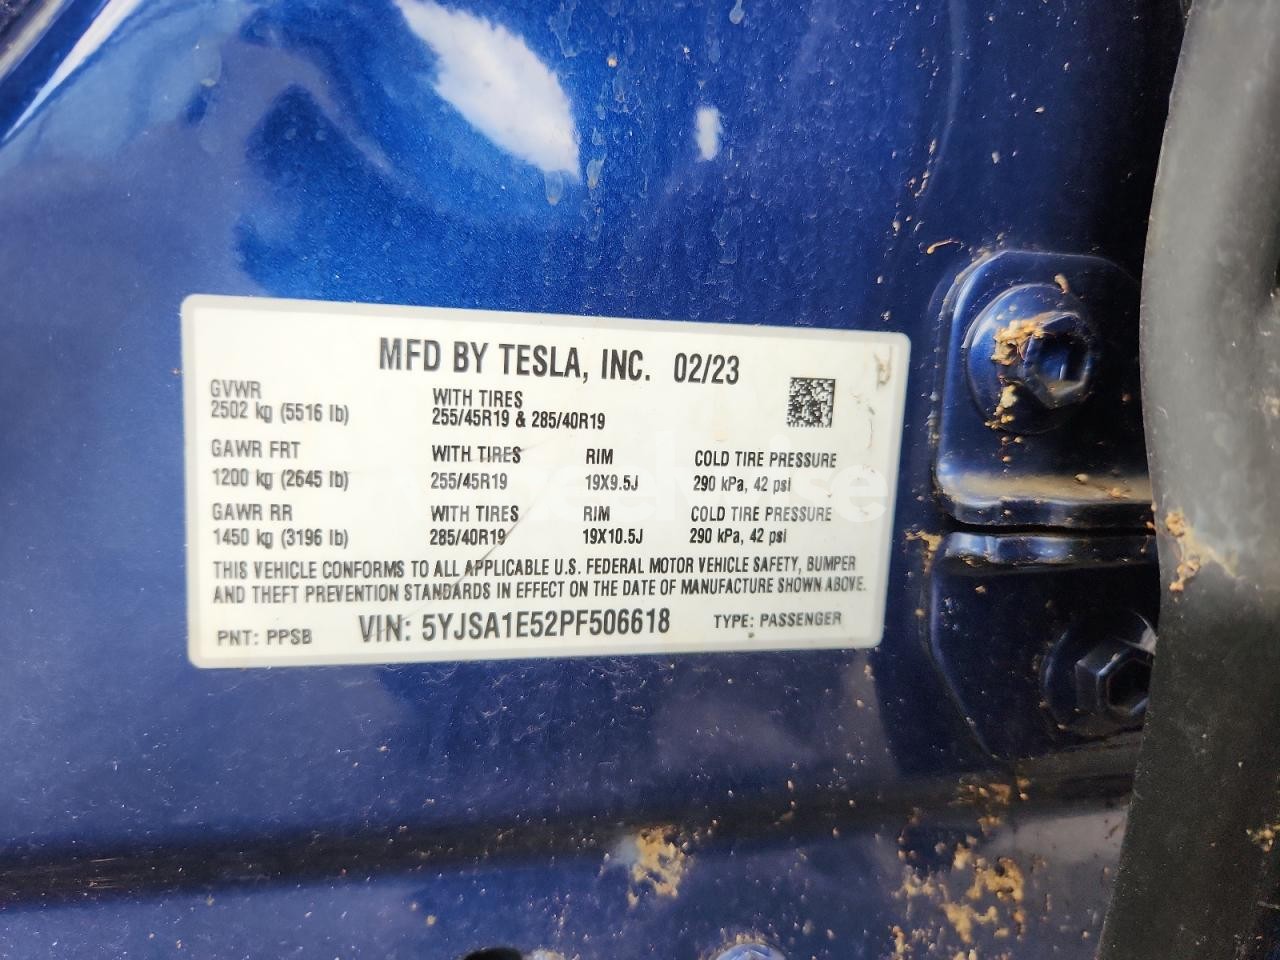 MFD BY TESLA, INC. 02/23
GVWR WITH TIRES
2502 kg (5516 lb) 255/45R19 & 285/40R19
GAWR FRT WITH TIRES RIM COLD TIRE PRESSURE
1200 kg (2645 lb) 255/45R19 19X9.5J 290 kPa, 42 psi
GAWR RR WITH TIRES RIM COLD TIRE PRESSURE
1450 kg (3196 lb) 285/40R19 19X10.5J 290 kPa, 42 psi
THIS VEHICLE CONFORMS TO ALL APPLICABLE U.S. FEDERAL MOTOR VEHICLE SAFETY, BUMPER
AND THEFT PREVENTION STANDARDS IN EFFECT ON THE DATE OF MANUFACTURE SHOWN ABOVE.
PNT: PPSB VIN: 5YJSA1E52PF506618 TYPE: PASSENGER